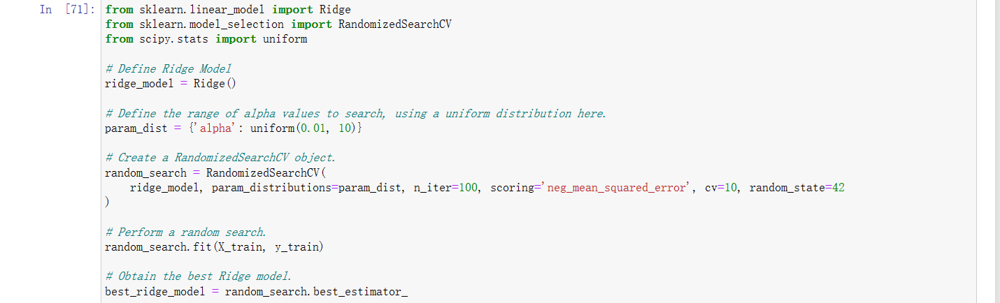 In [71]: from sklearn.linear_model import Ridge
from sklearn.model_selection import RandomizedSearchCV
from scipy.stats import uniform
# Define Ridge Model
ridge_model = Ridge()
# Define the range of alpha values to search, using a uniform distribution here.
param_dist = {'alpha': uniform(0.01, 10)}
# Create a RandomizedSearchCV object.
random_search = RandomizedSearchCV(
    ridge_model, param_distributions=param_dist, n_iter=100, scoring='neg_mean_squared_error', cv=10, random_state=42
)
# Perform a random search.
random_search.fit(X_train, y_train)
# Obtain the best Ridge model.
best_ridge_model = random_search.best_estimator_